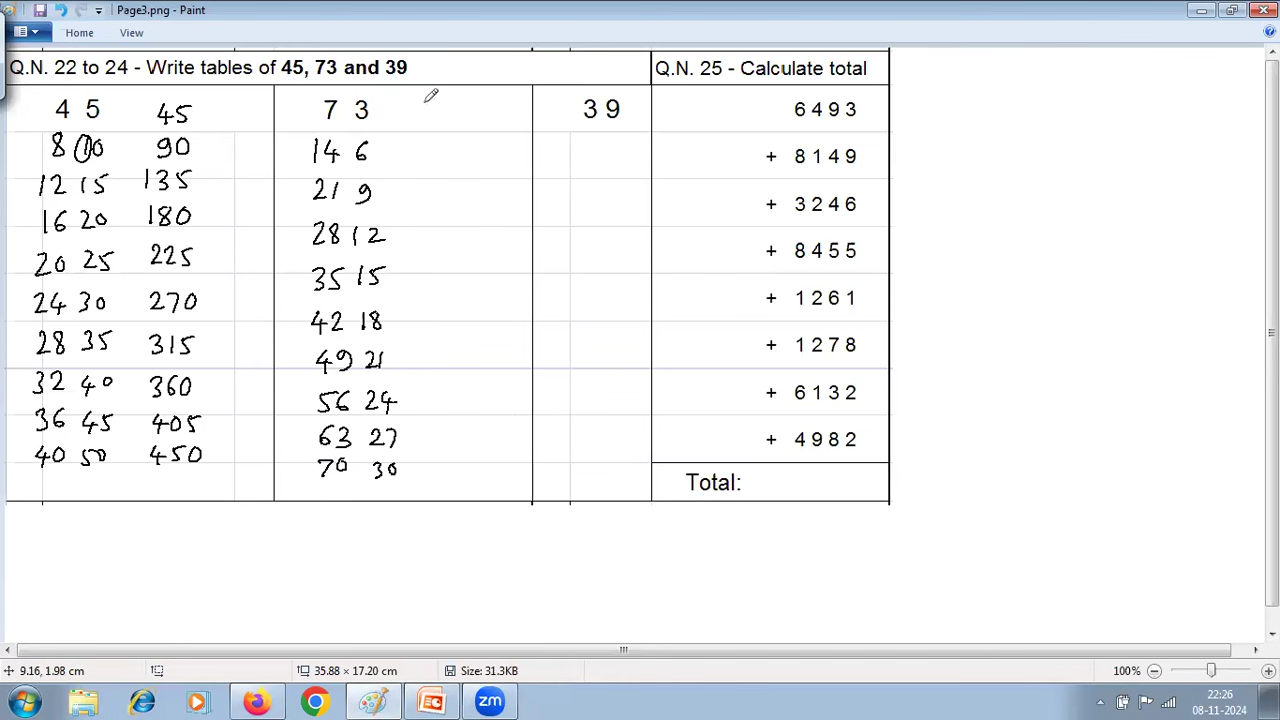 Page3.png - Paint
Home View
Q.N. 22 to 24 - Write tables of 45, 73 and 39 Q.N. 25 - Calculate total
4 5 45 7 3 3 9 6 4 9 3
8 10 90 14 6 + 8 1 4 9
12 15 135 21 9 + 3 2 4 6
16 20 180 28 12 + 8 4 5 5
20 25 225 35 15 + 1 2 6 1
24 30 270 42 18 + 1 2 7 8
28 35 315 49 21 + 6 1 3 2
32 40 360 56 24 + 4 9 8 2
36 45 405 63 27
40 50 450 70 30 Total:
9.16, 1.98 cm 35.88 × 17.20 cm Size: 31.3KB 100%
zm 22:26
08-11-2024